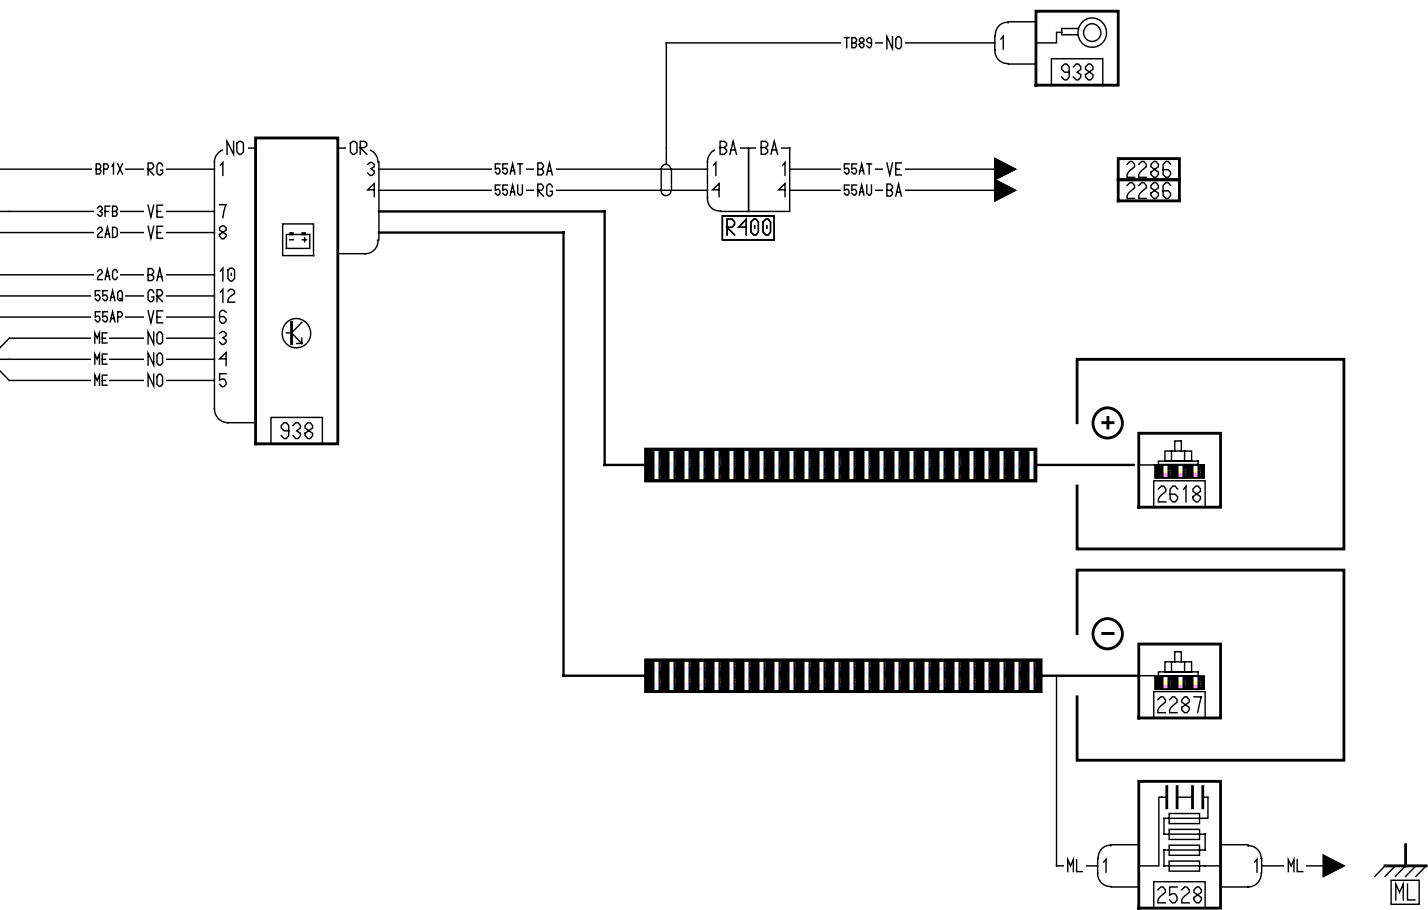 TB89 NO 1
938
NO OR BA BA
BP1X RG 1 3 55AT BA 1 1 55AT VE 2286
4 55AU RG 4 4 55AU BA 2286
3FB VE 7
R400
2AD VE 8
- +
2AC BA 10
55AQ GR 12
55AP VE 6
ME NO 3
ME NO 4
ME NO 5
938
+
2618
−
2287
ML 1 1 ML
2528 ML